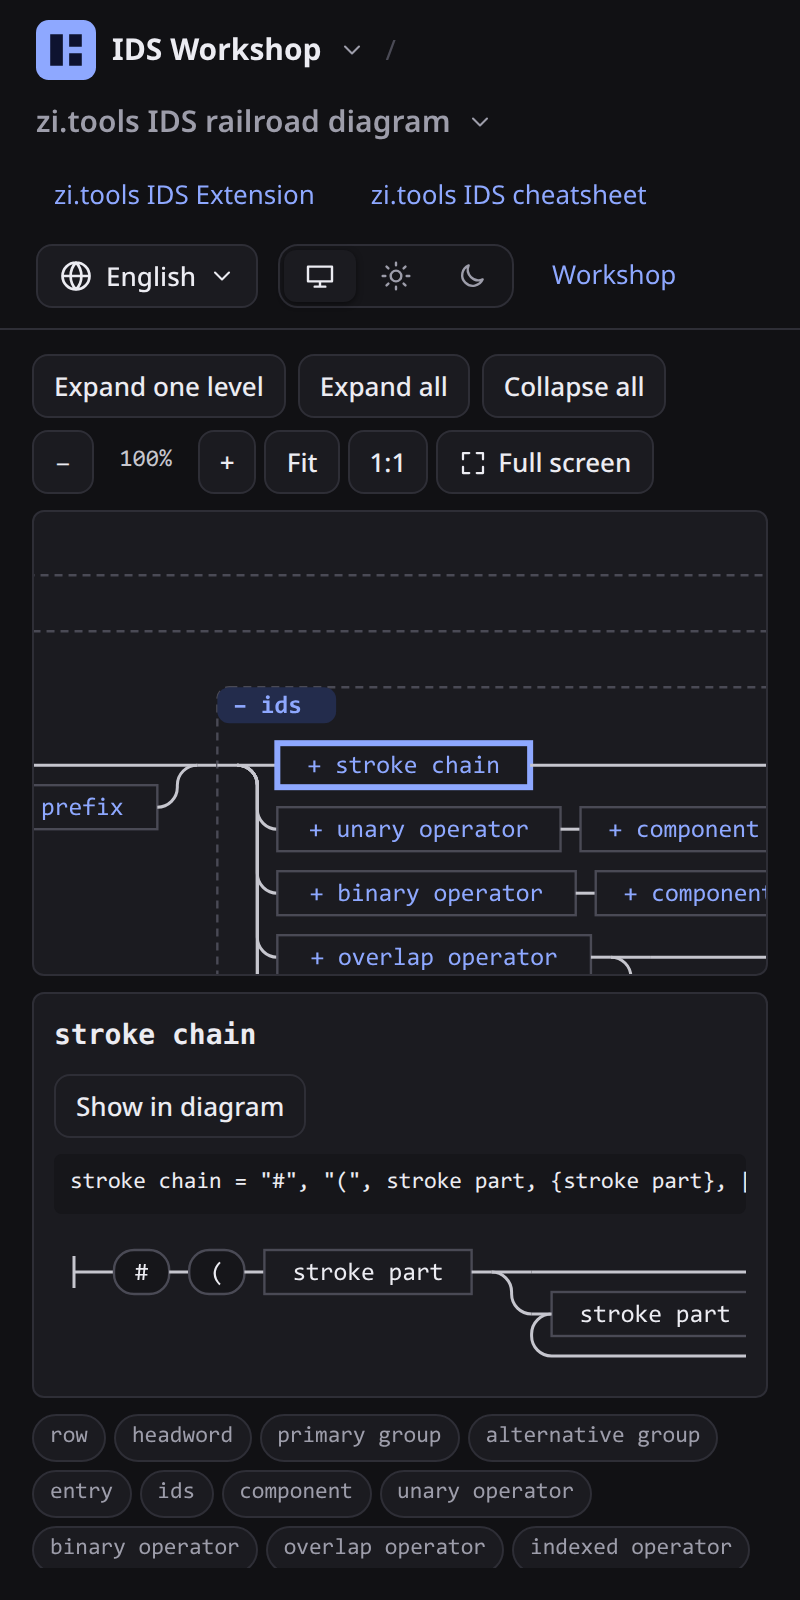 IDS Workshop /
zi.tools IDS railroad diagram
zi.tools IDS Extension zi.tools IDS cheatsheet
English Workshop
Expand one level Expand all Collapse all
– 100% + Fit 1:1 Full screen
− ids
+ stroke chain
prefix
+ unary operator + component
+ binary operator + component
+ overlap operator
stroke chain
Show in diagram
stroke chain = "#", "(", stroke part, {stroke part}, [
# ( stroke part
stroke part
row headword primary group alternative group
entry ids component unary operator
binary operator overlap operator indexed operator